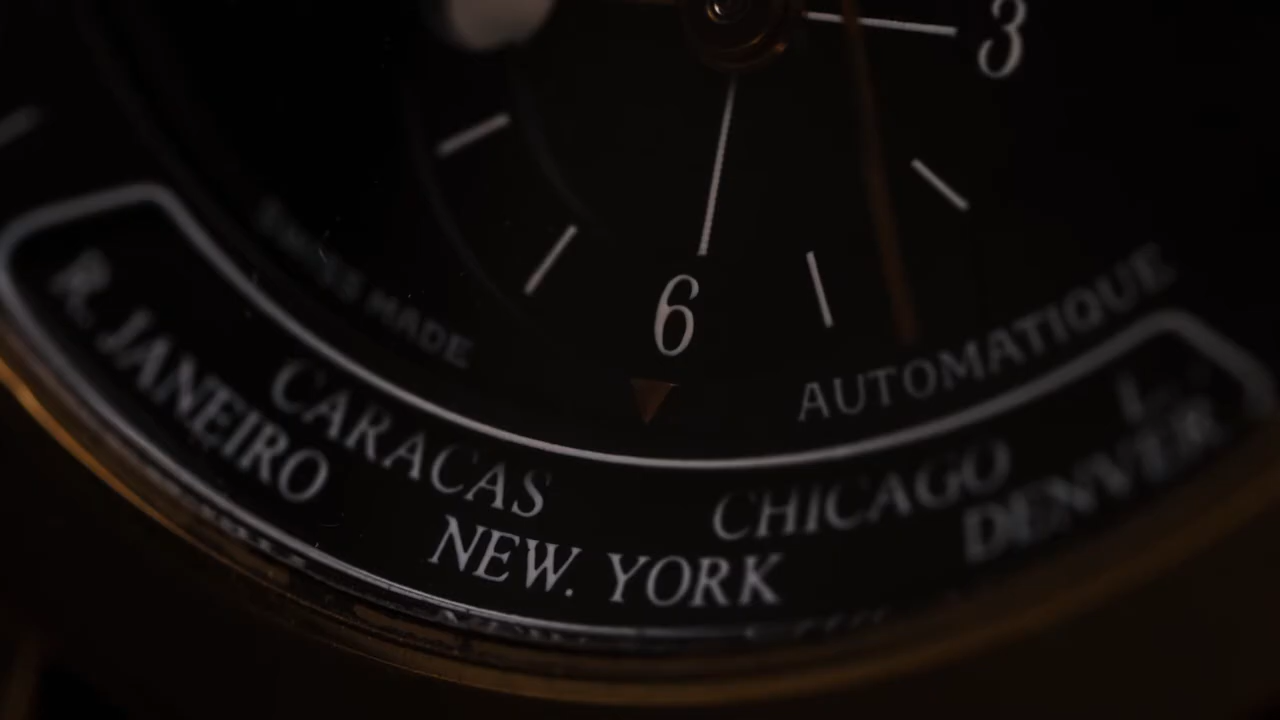 3
6
SWISS MADE
AUTOMATIQUE
R. JANEIRO
CARACAS
NEW. YORK
CHICAGO
DENVER